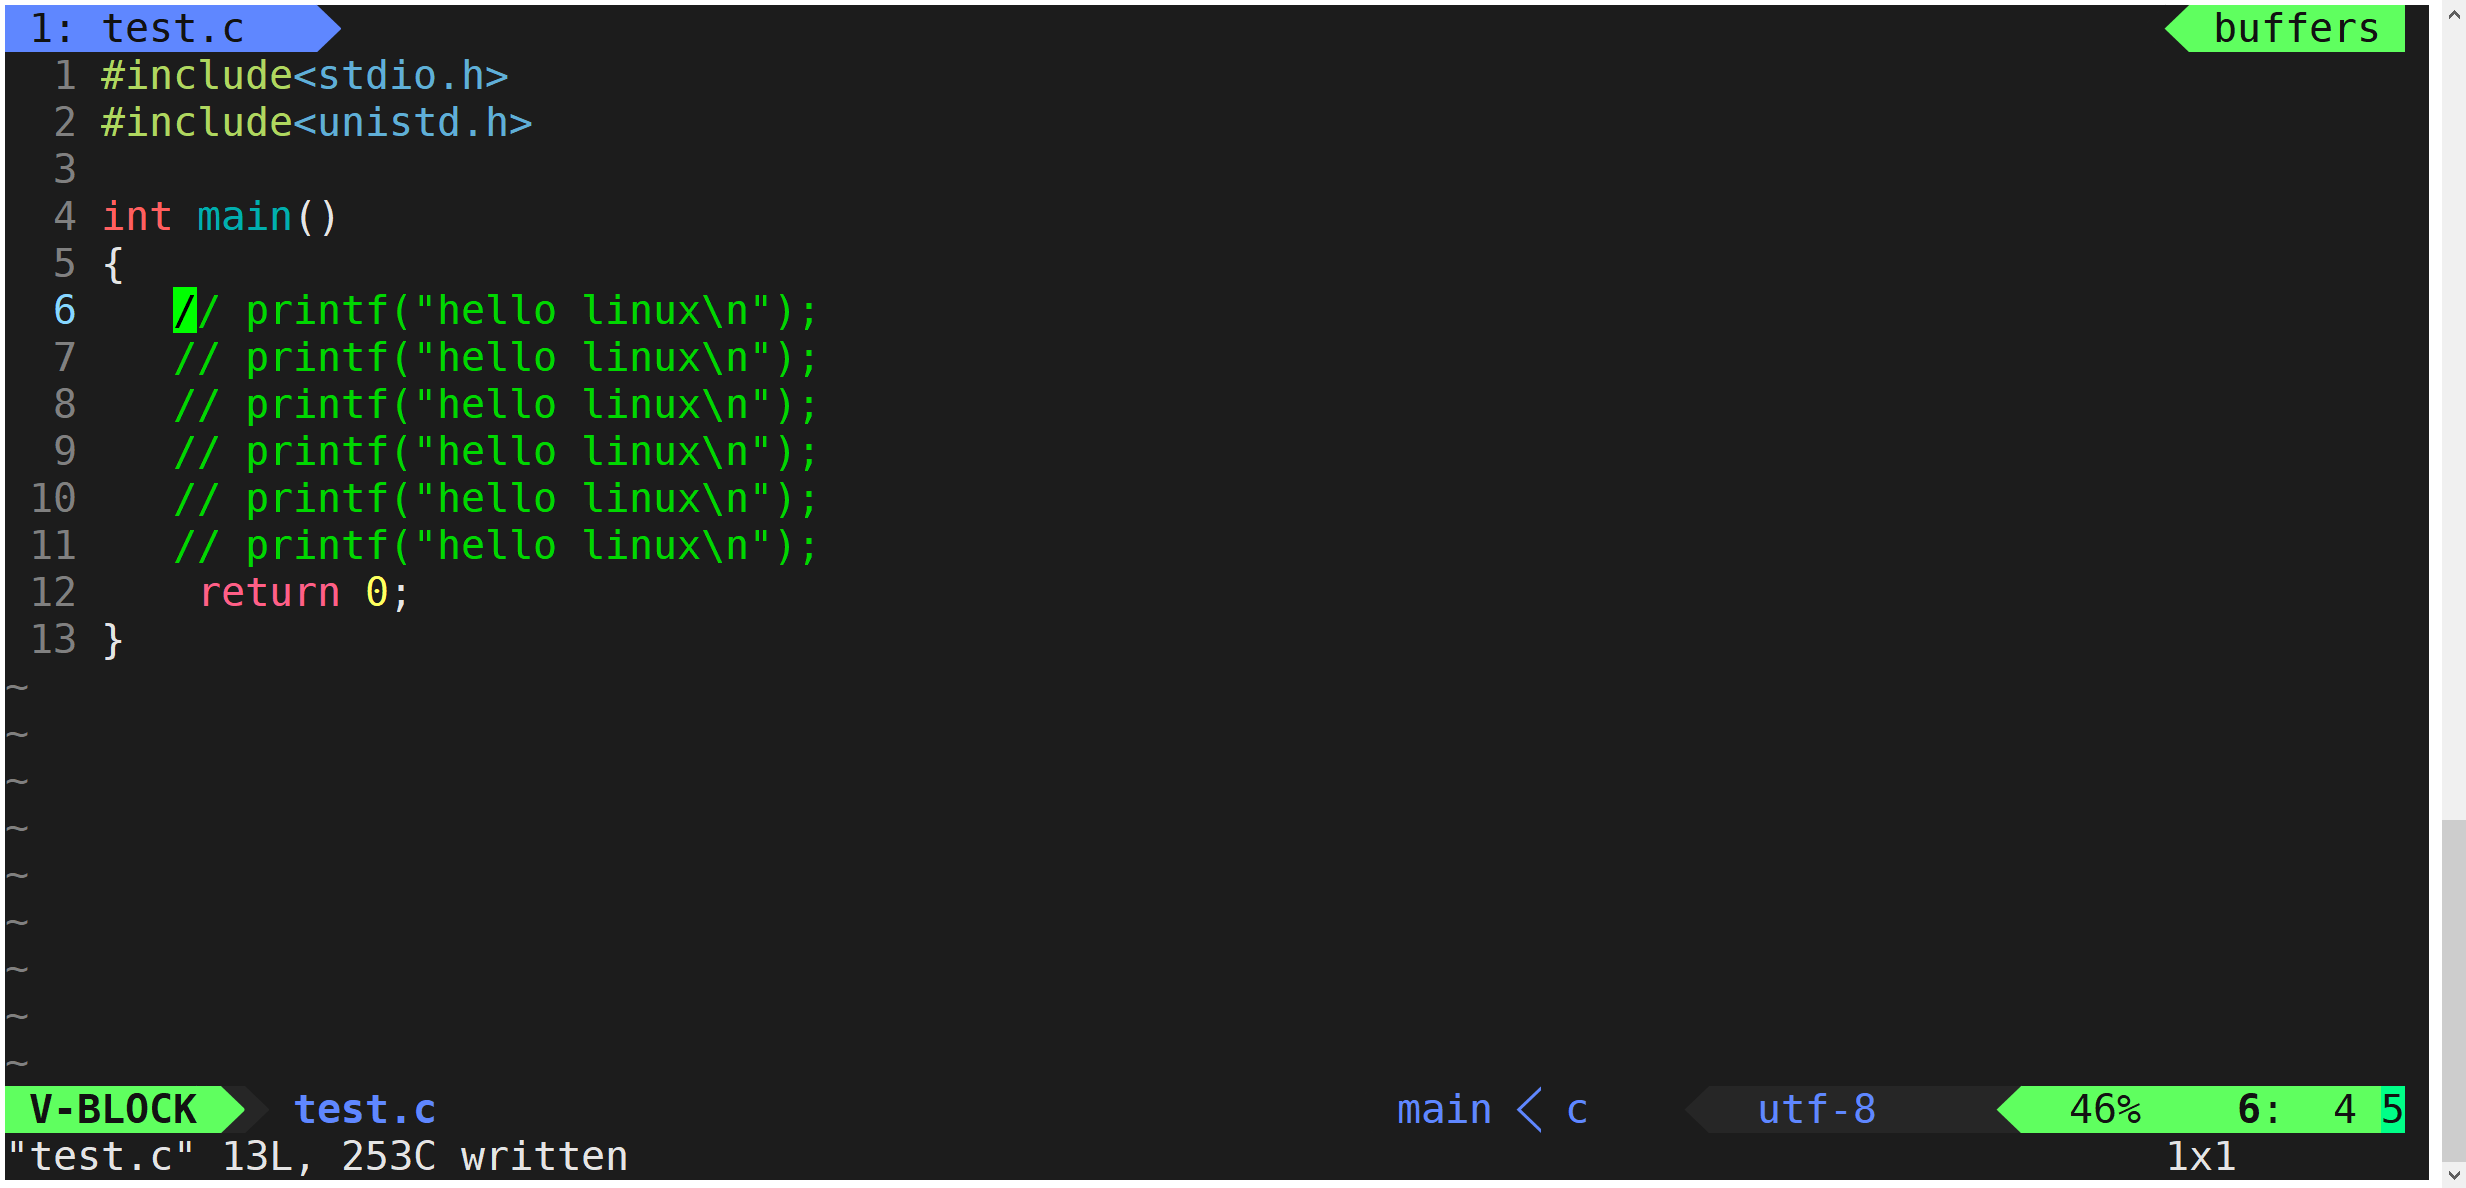 1: test.c buffers
1 #include<stdio.h>
2 #include<unistd.h>
3
4 int main()
5 {
6    // printf("hello linux\n");
7    // printf("hello linux\n");
8    // printf("hello linux\n");
9    // printf("hello linux\n");
10    // printf("hello linux\n");
11    // printf("hello linux\n");
12     return 0;
13 }
~
~
~
~
~
~
~
~
~
V-BLOCK test.c main c utf-8 46% 6: 4 5
"test.c" 13L, 253C written 1x1